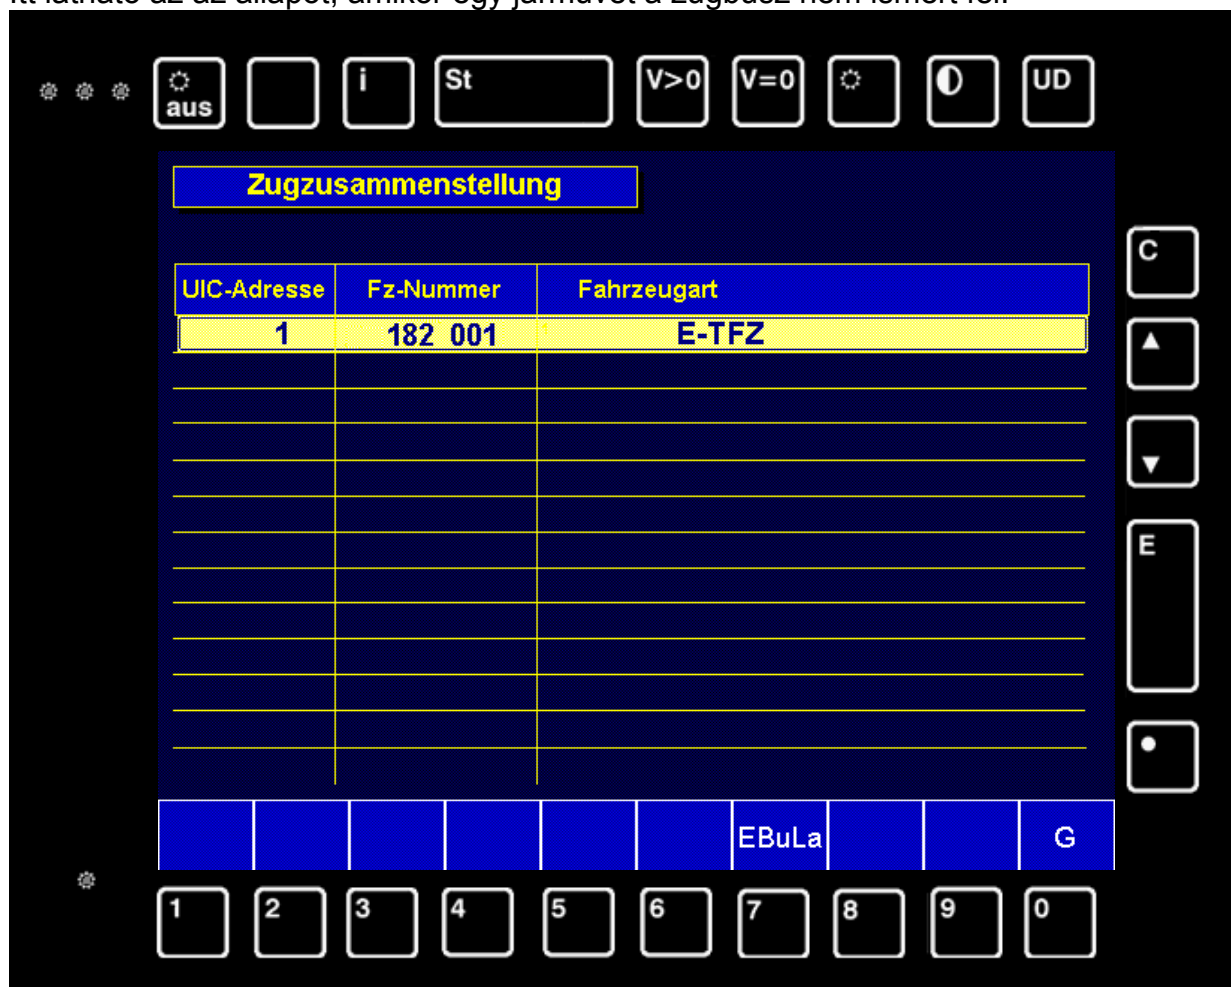 Itt látható az az állapot, amikor egy járművet a zugbusz nem ismert fel.
aus i St V>0 V=0 UD
Zugzusammenstellung
C
UIC-Adresse Fz-Nummer Fahrzeugart
1 182 001 E-TFZ
E
EBuLa G
1 2 3 4 5 6 7 8 9 0